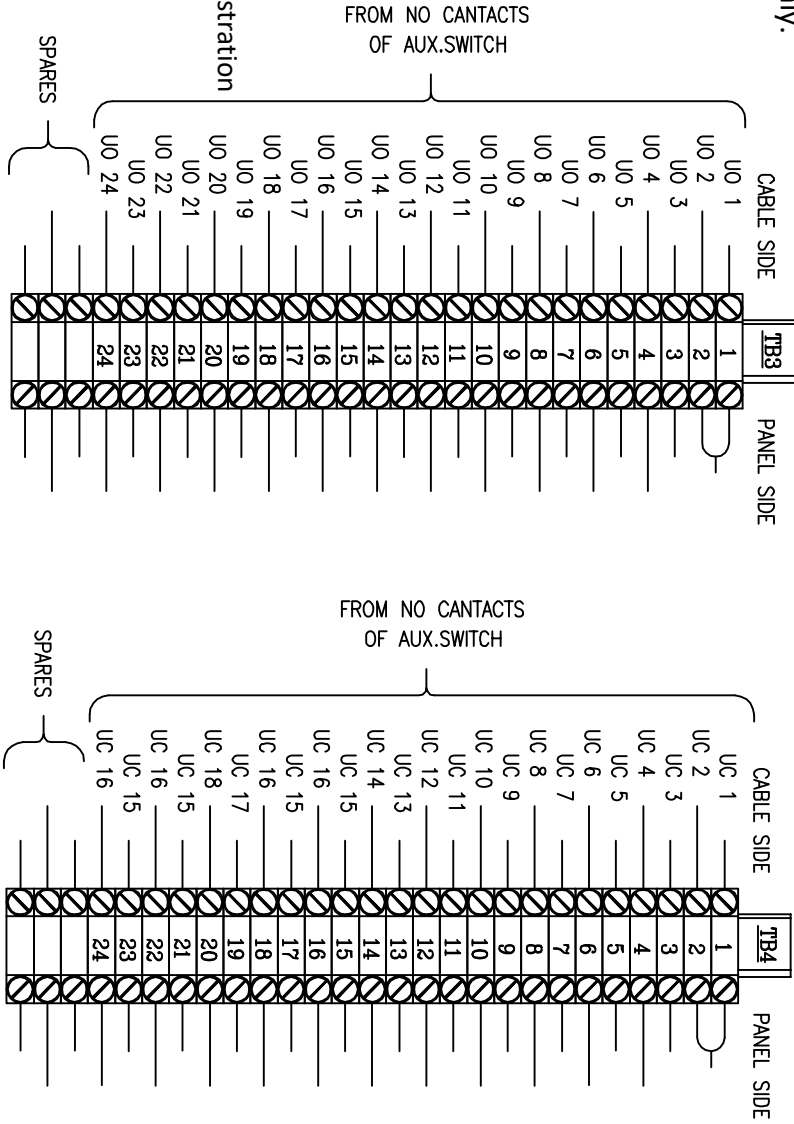 nly.
stration
FROM NO CANTACTS
OF AUX.SWITCH
SPARES
CABLE SIDE
UO 1
UO 2
UO 3
UO 4
UO 5
UO 6
UO 7
UO 8
UO 9
UO 10
UO 11
UO 12
UO 13
UO 14
UO 15
UO 16
UO 17
UO 18
UO 19
UO 20
UO 21
UO 22
UO 23
UO 24
TB3
1
2
3
4
5
6
7
8
9
10
11
12
13
14
15
16
17
18
19
20
21
22
23
24
PANEL SIDE
FROM NO CANTACTS
OF AUX.SWITCH
SPARES
CABLE SIDE
UC 1
UC 2
UC 3
UC 4
UC 5
UC 6
UC 7
UC 8
UC 9
UC 10
UC 11
UC 12
UC 13
UC 14
UC 15
UC 16
UC 15
UC 16
UC 17
UC 18
UC 15
UC 16
UC 15
UC 16
TB4
1
2
3
4
5
6
7
8
9
10
11
12
13
14
15
16
17
18
19
20
21
22
23
24
PANEL SIDE